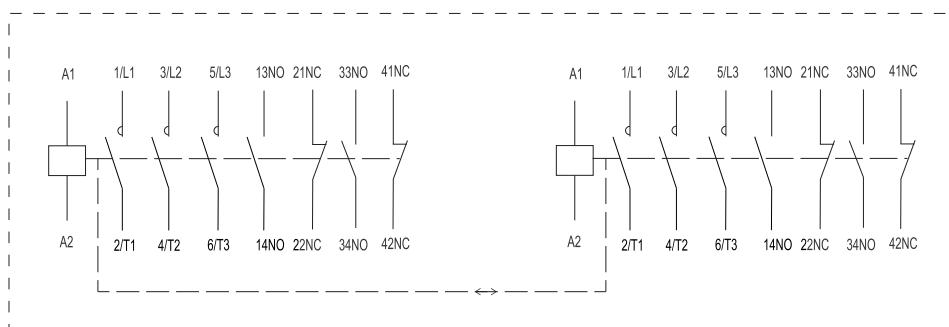 A1 1/L1 3/L2 5/L3 13NO 21NC 33NO 41NC A1 1/L1 3/L2 5/L3 13NO 21NC 33NO 41NC
A2 2/T1 4/T2 6/T3 14NO 22NC 34NO 42NC A2 2/T1 4/T2 6/T3 14NO 22NC 34NO 42NC